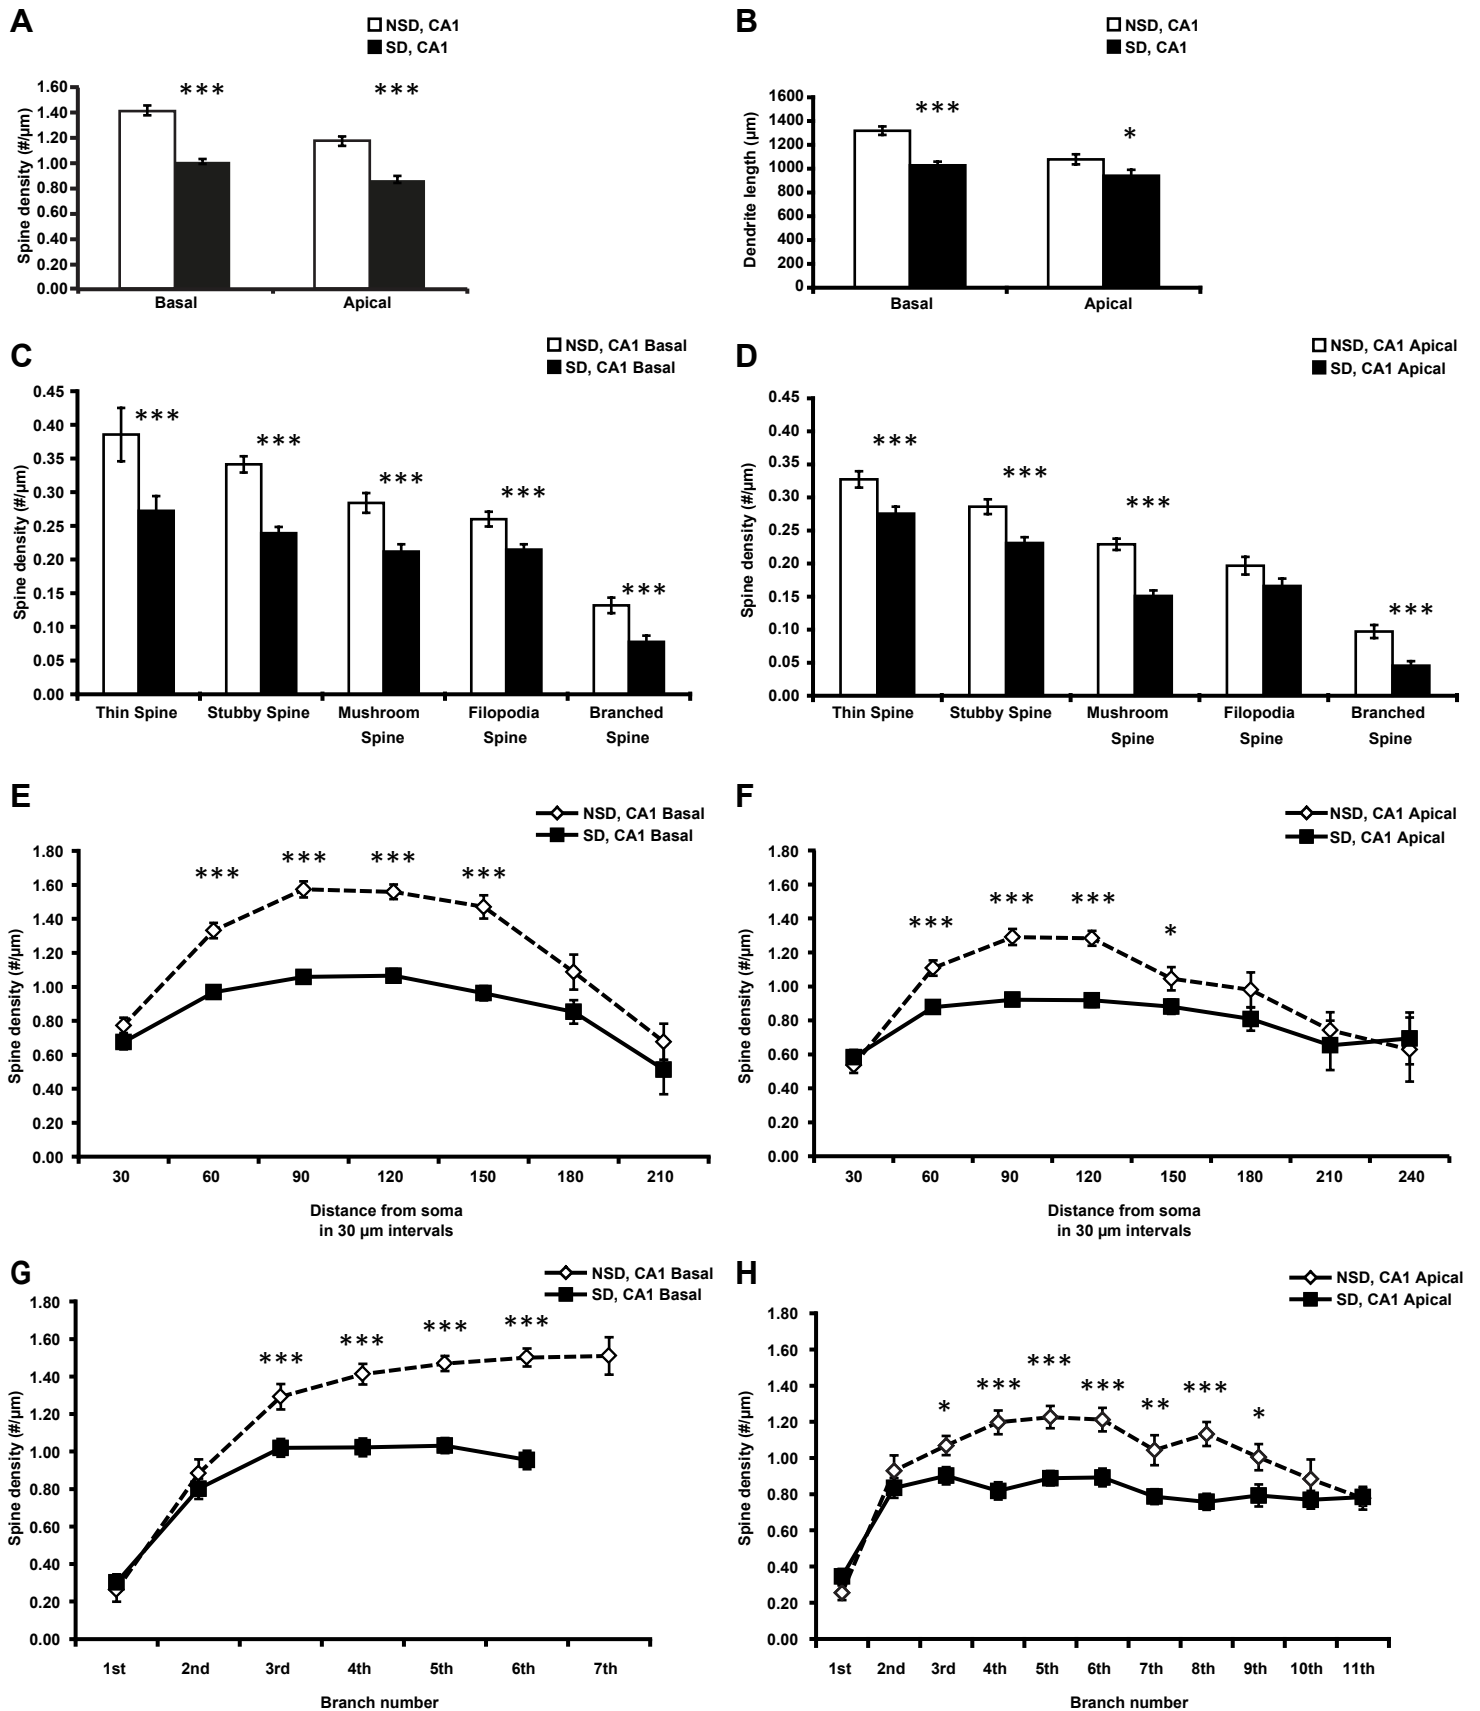 A
NSD, CA1
SD, CA1
***
***
Spine density (#/µm)
1.60
1.40
1.20
1.00
0.80
0.60
0.40
0.20
0.00
Basal
Apical
B
NSD, CA1
SD, CA1
***
*
Dendrite length (µm)
1600
1400
1200
1000
800
600
400
200
0
Basal
Apical
C
NSD, CA1 Basal
SD, CA1 Basal
***
***
***
***
***
Spine density (#/µm)
0.45
0.40
0.35
0.30
0.25
0.20
0.15
0.10
0.05
0.00
Thin Spine
Stubby Spine
Mushroom
Spine
Filopodia
Spine
Branched
Spine
D
NSD, CA1 Apical
SD, CA1 Apical
***
***
***
***
Spine density (#/µm)
0.45
0.40
0.35
0.30
0.25
0.20
0.15
0.10
0.05
0.00
Thin Spine
Stubby Spine
Mushroom
Spine
Filopodia
Spine
Branched
Spine
E
NSD, CA1 Basal
SD, CA1 Basal
***
***
***
***
Spine density (#/µm)
1.80
1.60
1.40
1.20
1.00
0.80
0.60
0.40
0.20
0.00
30 60 90 120 150 180 210
Distance from soma
in 30 µm intervals
F
NSD, CA1 Apical
SD, CA1 Apical
***
***
***
*
Spine density (#/µm)
1.80
1.60
1.40
1.20
1.00
0.80
0.60
0.40
0.20
0.00
30 60 90 120 150 180 210 240
Distance from soma
in 30 µm intervals
G
NSD, CA1 Basal
SD, CA1 Basal
***
***
***
***
Spine density (#/µm)
1.80
1.60
1.40
1.20
1.00
0.80
0.60
0.40
0.20
0.00
1st 2nd 3rd 4th 5th 6th 7th
Branch number
H
NSD, CA1 Apical
SD, CA1 Apical
*
***
***
***
**
***
*
Spine density (#/µm)
1.80
1.60
1.40
1.20
1.00
0.80
0.60
0.40
0.20
0.00
1st 2nd 3rd 4th 5th 6th 7th 8th 9th 10th 11th
Branch number